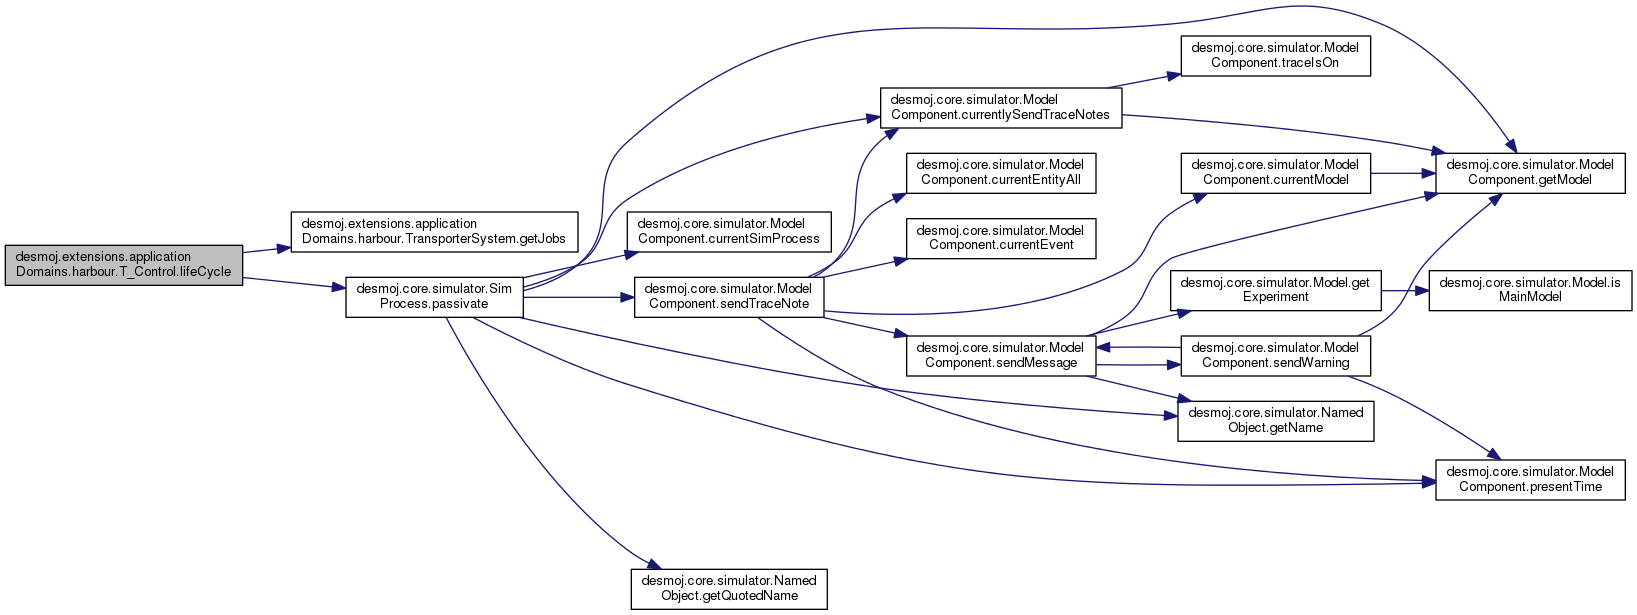 desmoj.extensions.application
Domains.harbour.T_Control.lifeCycle
desmoj.extensions.application
Domains.harbour.TransporterSystem.getJobs
desmoj.core.simulator.Sim
Process.passivate
desmoj.core.simulator.Model
Component.currentSimProcess
desmoj.core.simulator.Model
Component.sendTraceNote
desmoj.core.simulator.Named
Object.getQuotedName
desmoj.core.simulator.Model
Component.currentlySendTraceNotes
desmoj.core.simulator.Model
Component.currentEntityAll
desmoj.core.simulator.Model
Component.currentEvent
desmoj.core.simulator.Model
Component.sendMessage
desmoj.core.simulator.Model
Component.traceIsOn
desmoj.core.simulator.Model
Component.currentModel
desmoj.core.simulator.Model.get
Experiment
desmoj.core.simulator.Model
Component.sendWarning
desmoj.core.simulator.Named
Object.getName
desmoj.core.simulator.Model
Component.getModel
desmoj.core.simulator.Model.is
MainModel
desmoj.core.simulator.Model
Component.presentTime